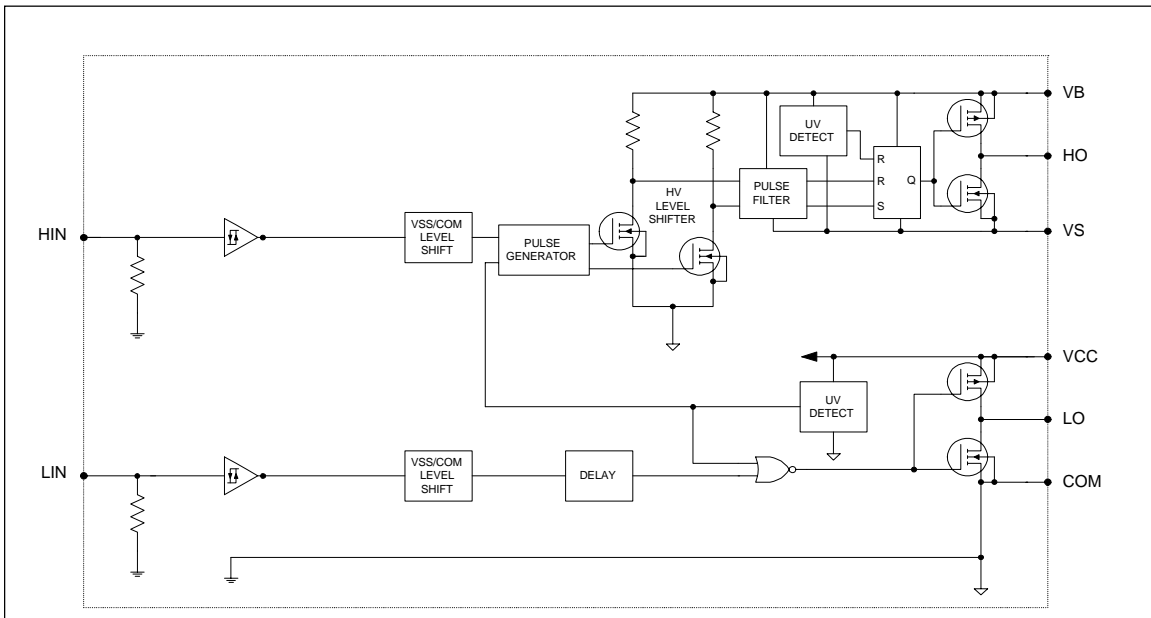 VB
UV
DETECT
HO
R
R
Q
S
PULSE
FILTER
HV
LEVEL
SHIFTER
VS
HIN
VSS/COM
LEVEL
SHIFT
PULSE
GENERATOR
VCC
UV
DETECT
LO
LIN
VSS/COM
LEVEL
SHIFT
DELAY
COM